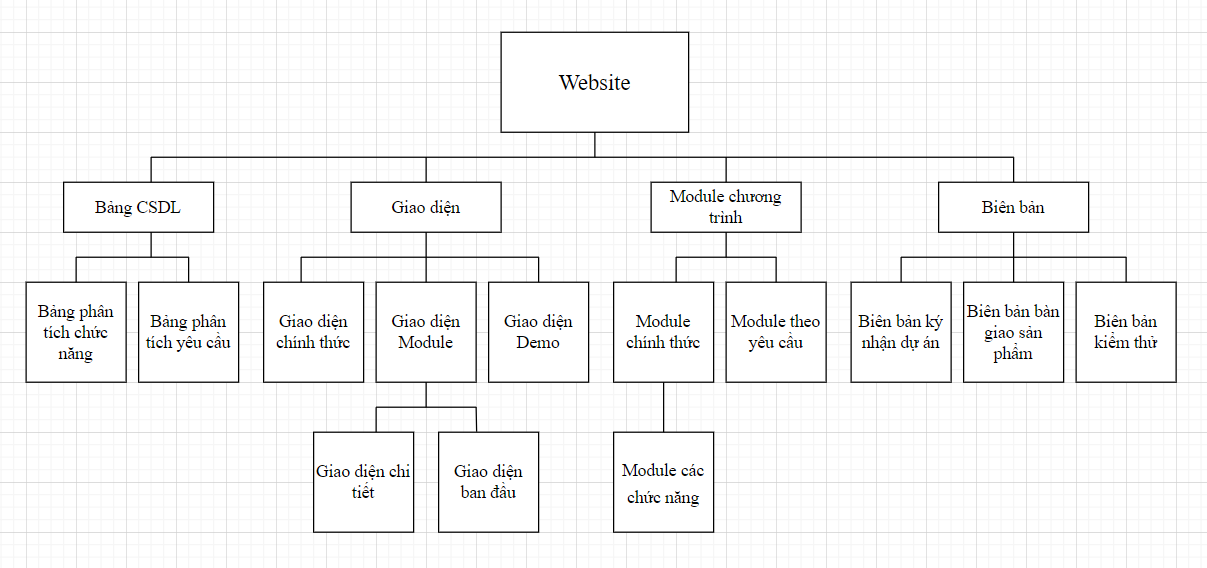 Website
Bảng CSDL
Giao diện
Module chương
trình
Biên bản
Bảng phân
tích chức
năng
Bảng phân
tích yêu cầu
Giao diện
chính thức
Giao diện
Module
Giao diện
Demo
Module
chính thức
Module theo
yêu cầu
Biên bản ký
nhận dự án
Biên bản bàn
giao sản
phẩm
Biên bản
kiểm thử
Giao diện chi
tiết
Giao diện
ban đầu
Module các
chức năng